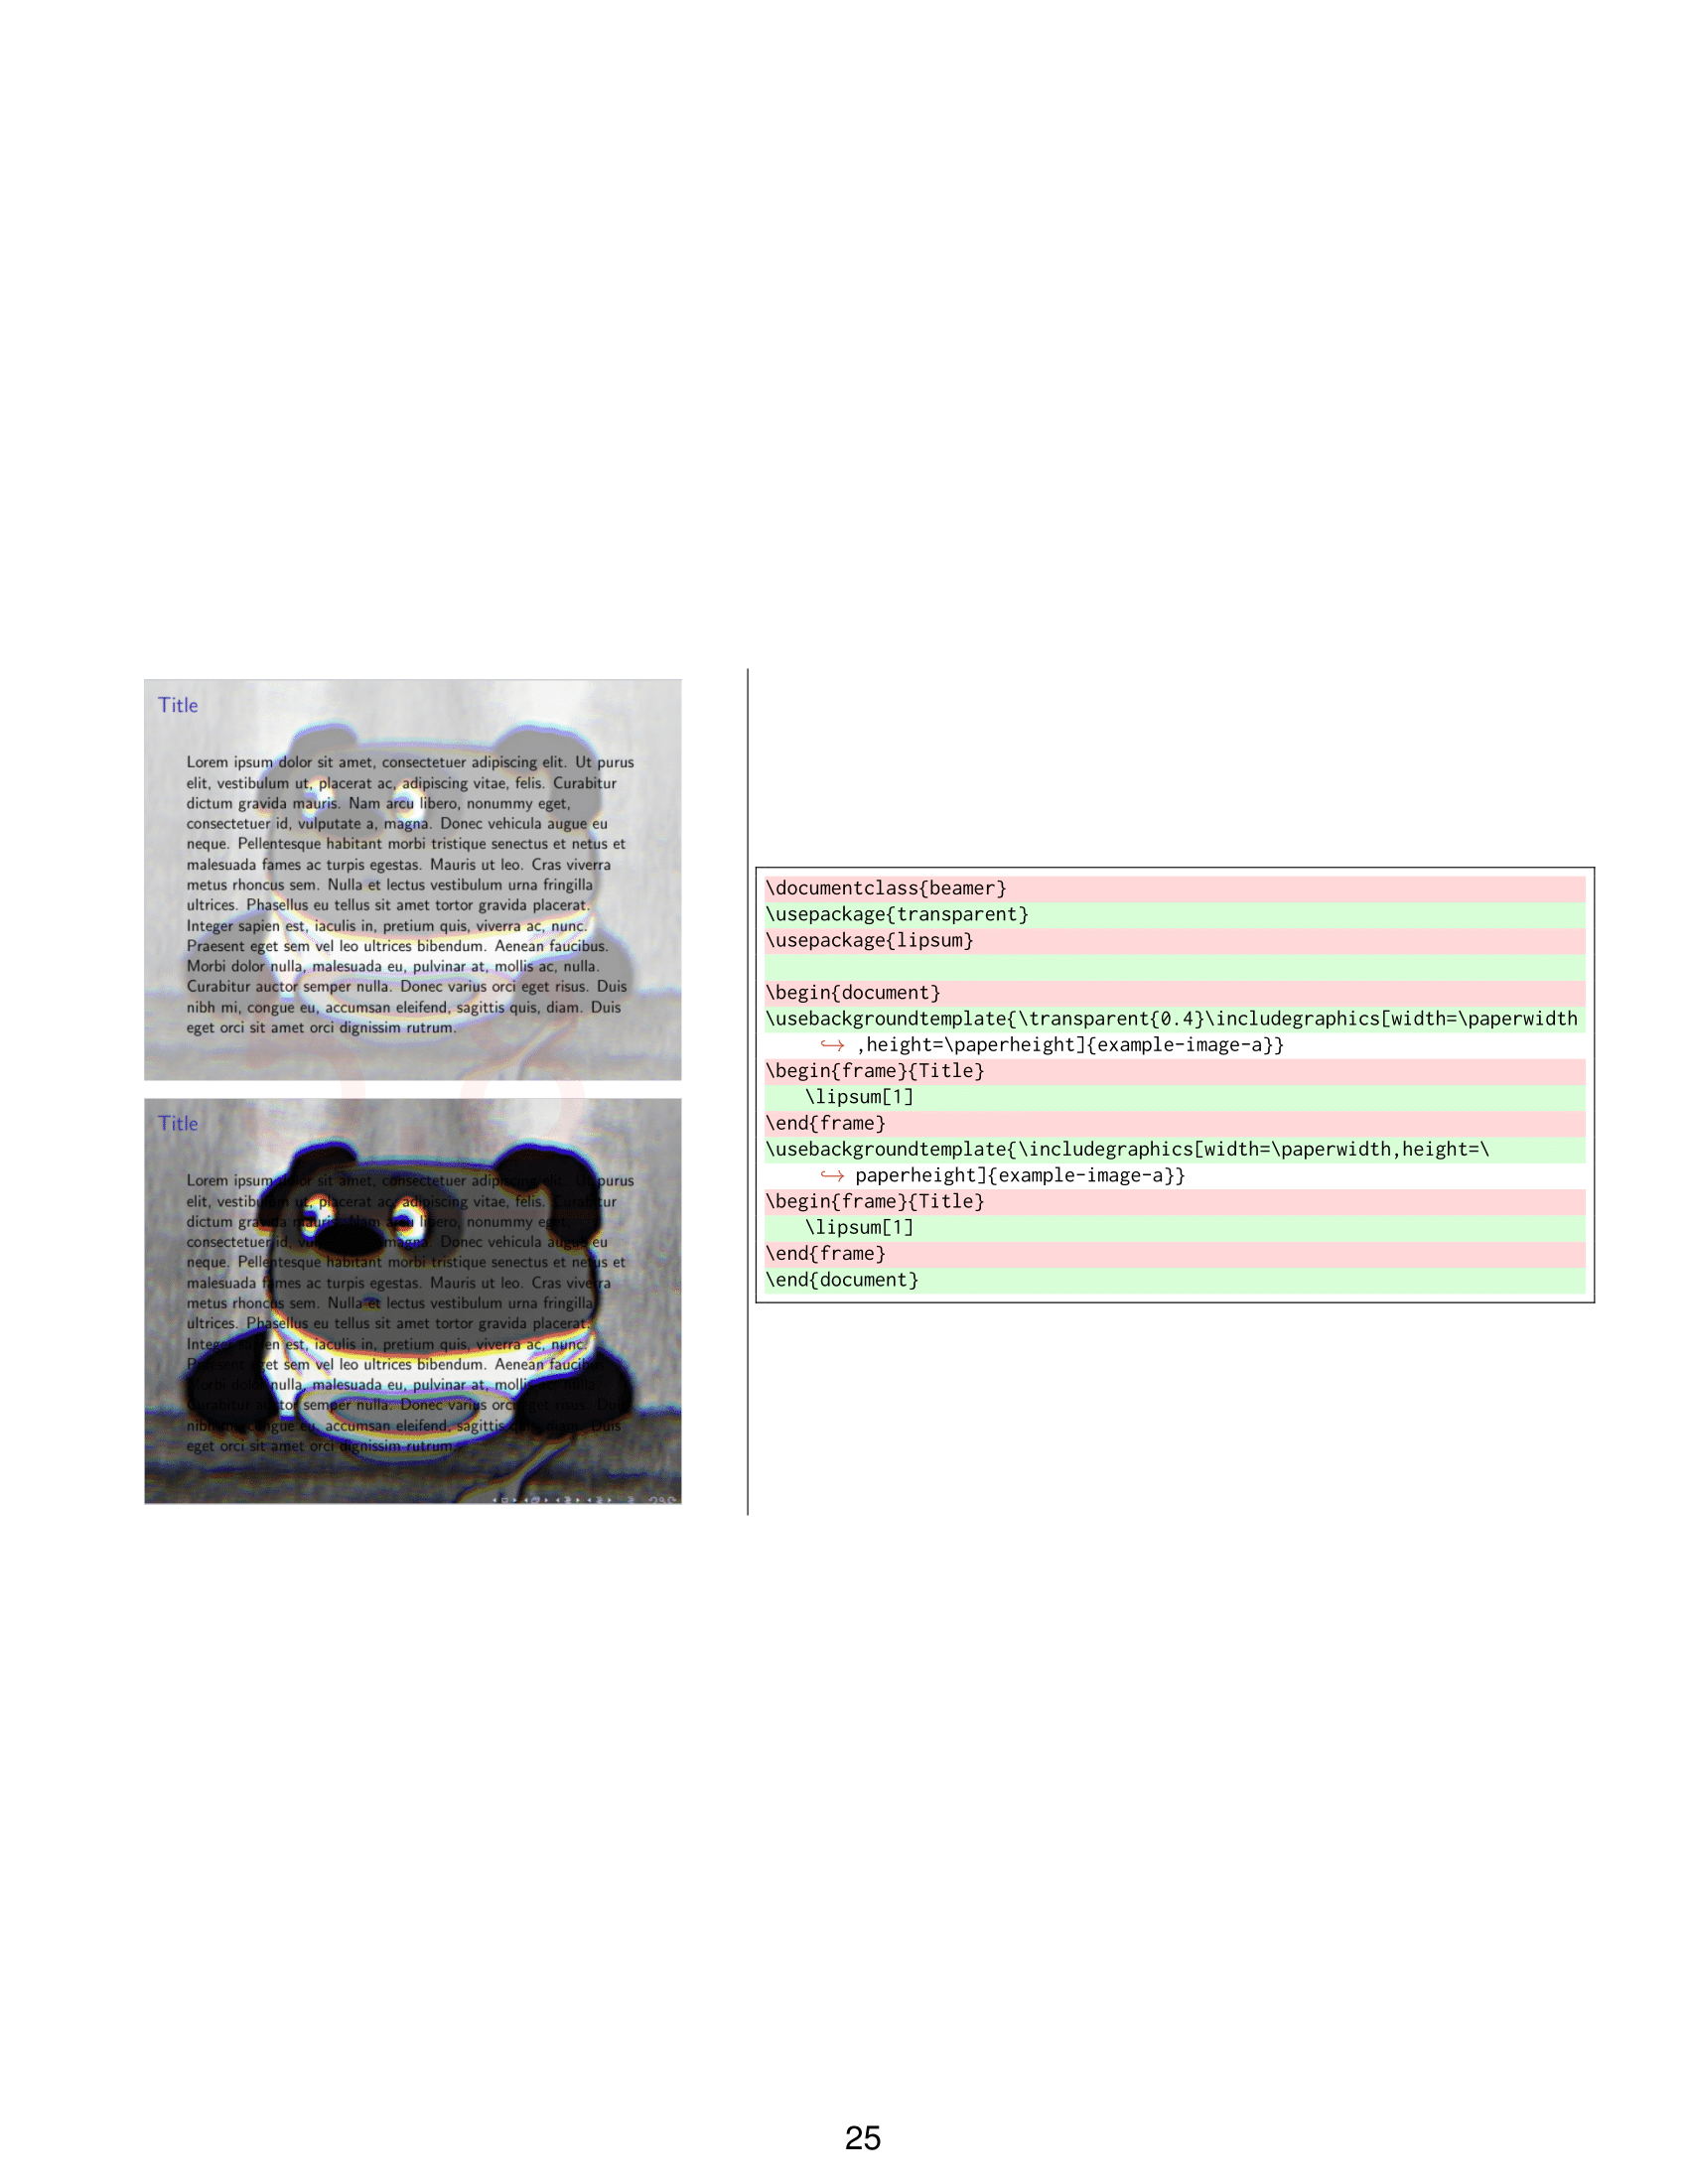 Title
Lorem ipsum dolor sit amet, consectetuer adipiscing elit. Ut purus
elit, vestibulum ut, placerat ac, adipiscing vitae, felis. Curabitur
dictum gravida mauris. Nam arcu libero, nonummy eget,
consectetuer id, vulputate a, magna. Donec vehicula augue eu
neque. Pellentesque habitant morbi tristique senectus et netus et
malesuada fames ac turpis egestas. Mauris ut leo. Cras viverra
metus rhoncus sem. Nulla et lectus vestibulum urna fringilla
ultrices. Phasellus eu tellus sit amet tortor gravida placerat.
Integer sapien est, iaculis in, pretium quis, viverra ac, nunc.
Praesent eget sem vel leo ultrices bibendum. Aenean faucibus.
Morbi dolor nulla, malesuada eu, pulvinar at, mollis ac, nulla.
Curabitur auctor semper nulla. Donec varius orci eget risus. Duis
nibh mi, congue eu, accumsan eleifend, sagittis quis, diam. Duis
eget orci sit amet orci dignissim rutrum.
Title
Lorem ipsum dolor sit amet, consectetuer adipiscing elit. Ut purus
elit, vestibulum ut, placerat ac, adipiscing vitae, felis. Curabitur
dictum gravida mauris. Nam arcu libero, nonummy eget,
consectetuer id, magna. Donec vehicula augue eu
neque. Pellentesque habitant morbi tristique senectus et netus et
malesuada fames ac turpis egestas. Mauris ut leo. Cras viverra
metus rhoncus sem. Nulla et lectus vestibulum urna fringilla
ultrices. Phasellus eu tellus sit amet tortor gravida placerat.
Integer sapien est, iaculis in, pretium quis, viverra ac, nunc.
Praesent eget sem vel leo ultrices bibendum. Aenean faucibus.
Morbi dolor nulla, malesuada eu, pulvinar at, mollis ac, nulla.
Curabitur auctor semper nulla. Donec varius orci eget risus. Duis
nibh congue eu, accumsan eleifend, sagittis quis, diam. Duis
eget orci sit amet orci dignissim rutrum.
\documentclass{beamer}
\usepackage{transparent}
\usepackage{lipsum}
\begin{document}
\usebackgroundtemplate{\transparent{0.4}\includegraphics[width=\paperwidth
↪ ,height=\paperheight]{example-image-a}}
\begin{frame}{Title}
\lipsum[1]
\end{frame}
\usebackgroundtemplate{\includegraphics[width=\paperwidth,height=\
↪ paperheight]{example-image-a}}
\begin{frame}{Title}
\lipsum[1]
\end{frame}
\end{document}
25